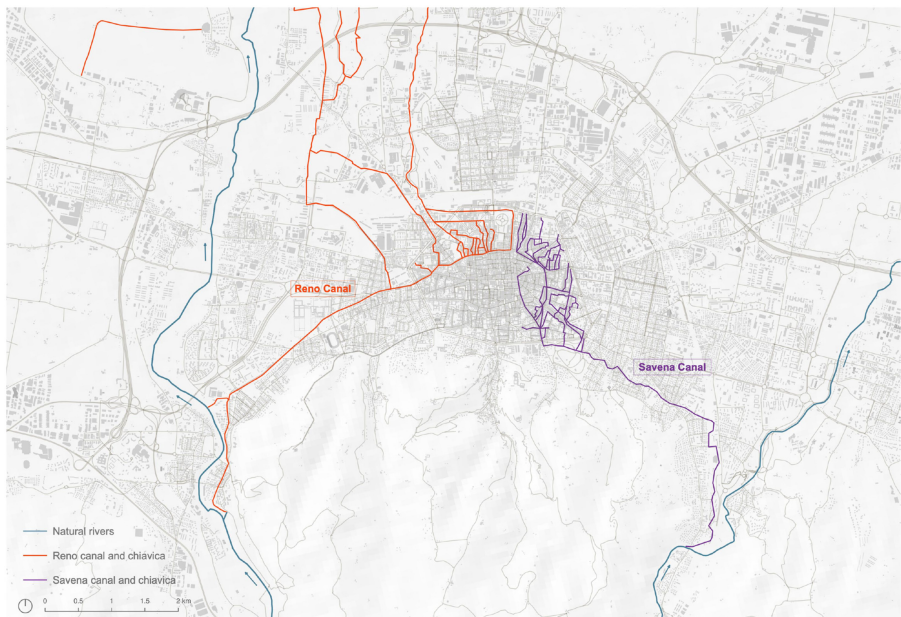 Reno Canal
Savena Canal
Natural rivers
Reno canal and chiavica
Savena canal and chiavica
0 0.5 1 1.5 2 km